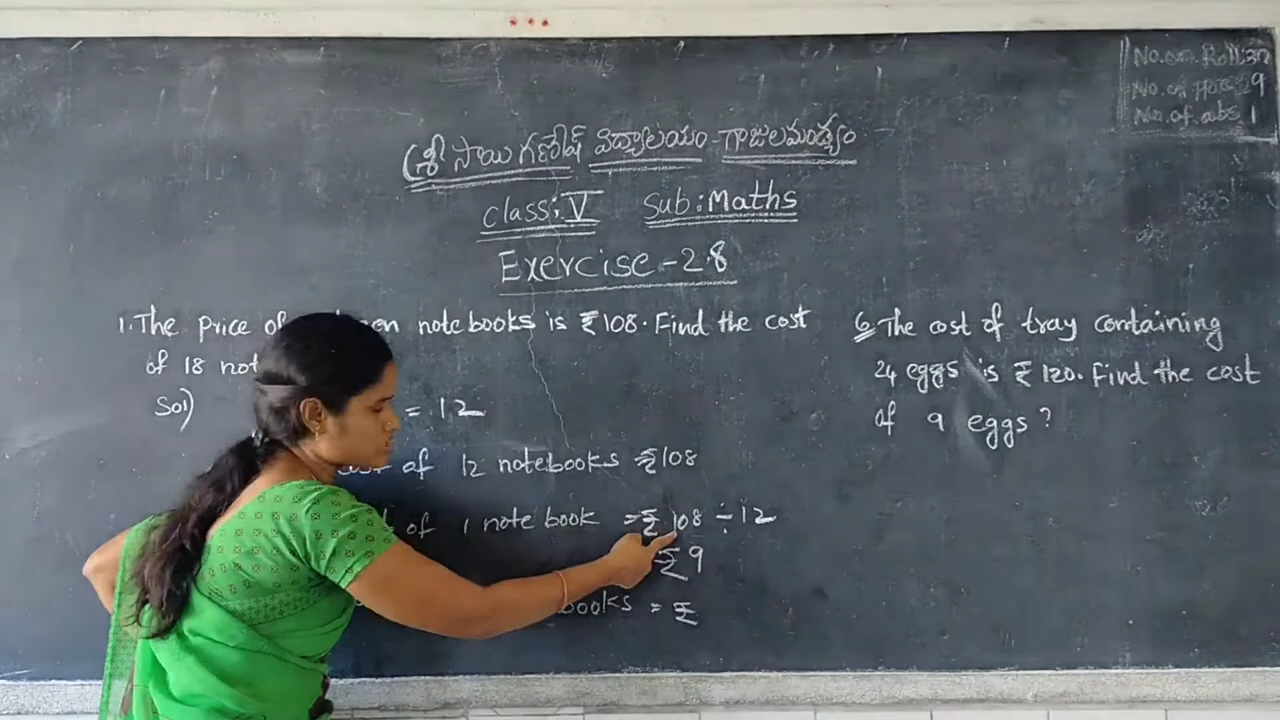 శ్రీ సాయి గణేష్ విద్యాలయం-గాజులమండ్యం
Class: V Sub: Maths
Exercise-2.8
No. on Roll 30
No. of 29
No. of abs 1
1. The price of notebooks is ₹108. Find the cost
of 18
Sol) = 12
of 12 notebooks ₹108
of 1 note book = ₹ 108 ÷ 12
₹9
books = ₹
6. The cost of tray containing
24 eggs is ₹ 120. Find the cost
of 9 eggs?